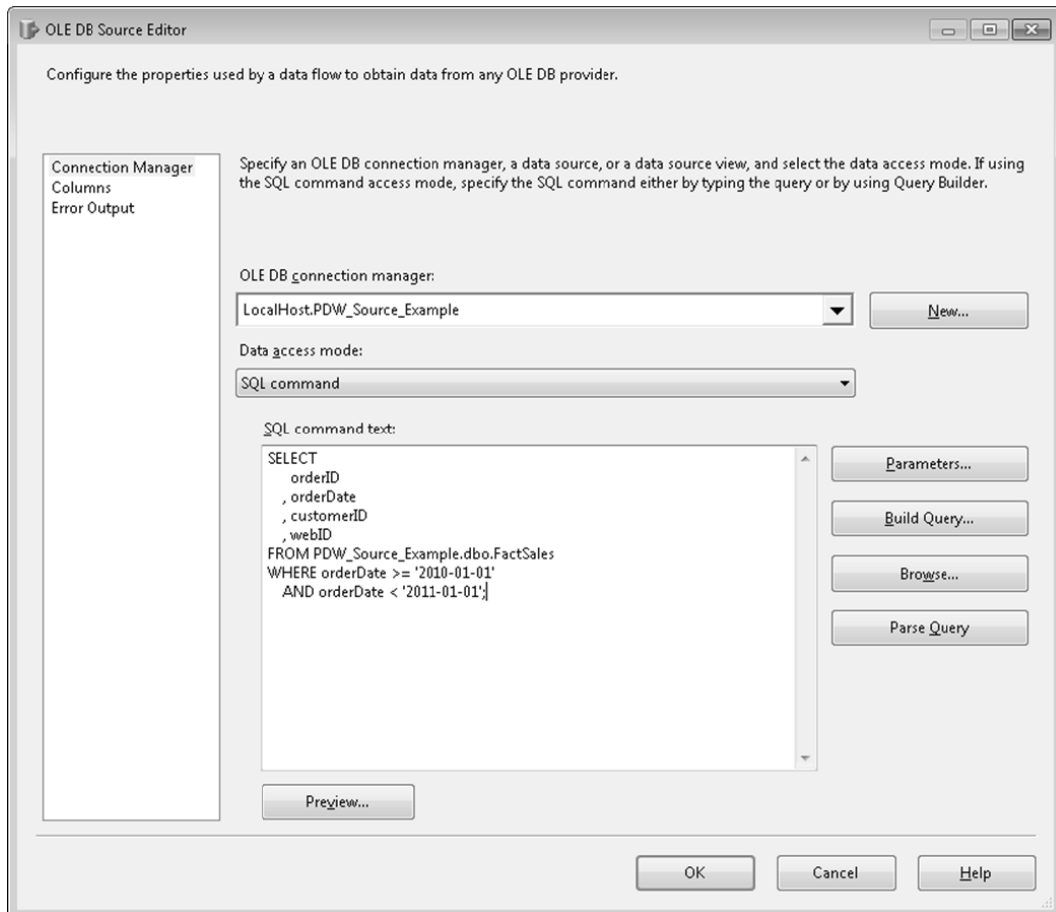 OLE DB Source Editor
Configure the properties used by a data flow to obtain data from any OLE DB provider.
Connection Manager
Columns
Error Output
Specify an OLE DB connection manager, a data source, or a data source view, and select the data access mode. If using
the SQL command access mode, specify the SQL command either by typing the query or by using Query Builder.
OLE DB connection manager:
LocalHost.PDW_Source_Example
New...
Data access mode:
SQL command
SQL command text:
SELECT
orderID
, orderDate
, customerID
, webID
FROM PDW_Source_Example.dbo.FactSales
WHERE orderDate >= '2010-01-01'
AND orderDate < '2011-01-01';
Parameters...
Build Query...
Browse...
Parse Query
Preview...
OK
Cancel
Help